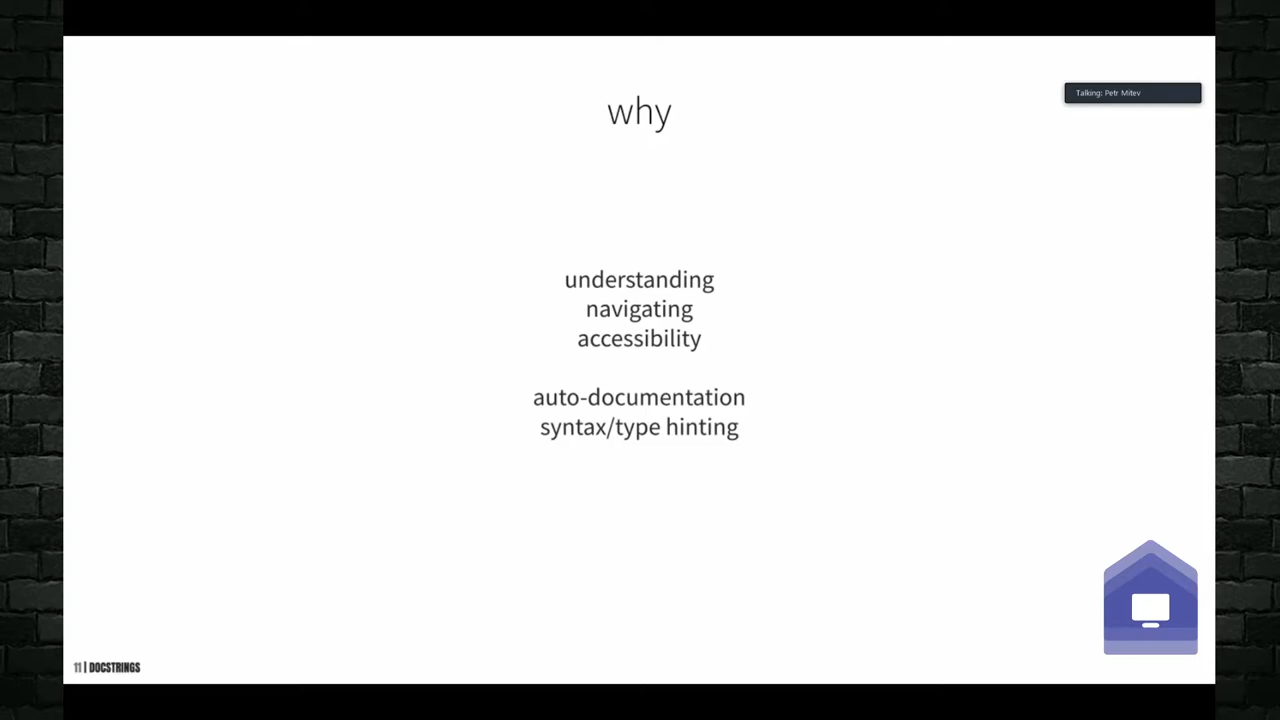 why
Talking: Petr Mitev
understanding
navigating
accessibility
auto-documentation
syntax/type hinting
11 | DOCSTRINGS